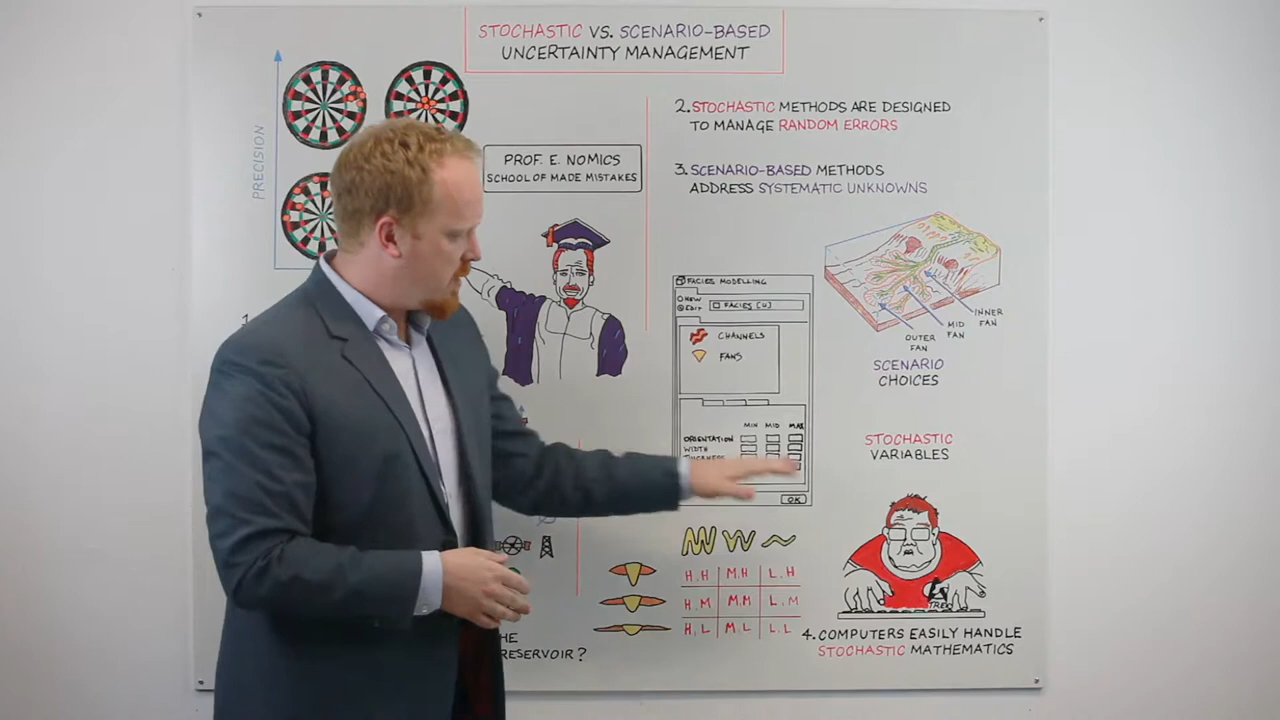 STOCHASTIC VS. SCENARIO-BASED
UNCERTAINTY MANAGEMENT
PRECISION
PROF. E. NOMICS
SCHOOL OF MADE MISTAKES
2. STOCHASTIC METHODS ARE DESIGNED
TO MANAGE RANDOM ERRORS
3. SCENARIO-BASED METHODS
ADDRESS SYSTEMATIC UNKNOWNS
FACIES MODELLING
NEW
EDIT
FACIES [U]
CHANNELS
FANS
MIN MID MAX
ORIENTATION
WIDTH
THICKNESS
OK
INNER
FAN
MID
FAN
OUTER
FAN
SCENARIO
CHOICES
STOCHASTIC
VARIABLES
H.H M.H L.H
H.M M.M L.M
H.L M.L L.L
HE
RESERVOIR?
4. COMPUTERS EASILY HANDLE
STOCHASTIC MATHEMATICS